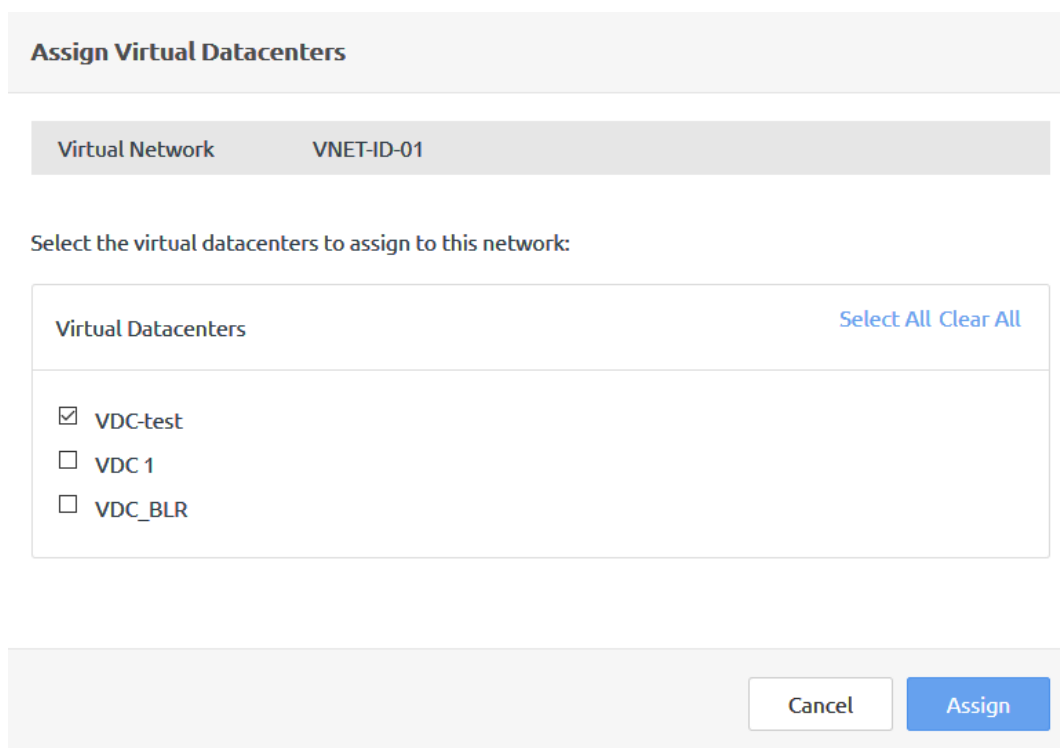 Assign Virtual Datacenters
Virtual Network VNET-ID-01
Select the virtual datacenters to assign to this network:
Virtual Datacenters Select All Clear All
VDC-test
VDC 1
VDC_BLR
Cancel Assign